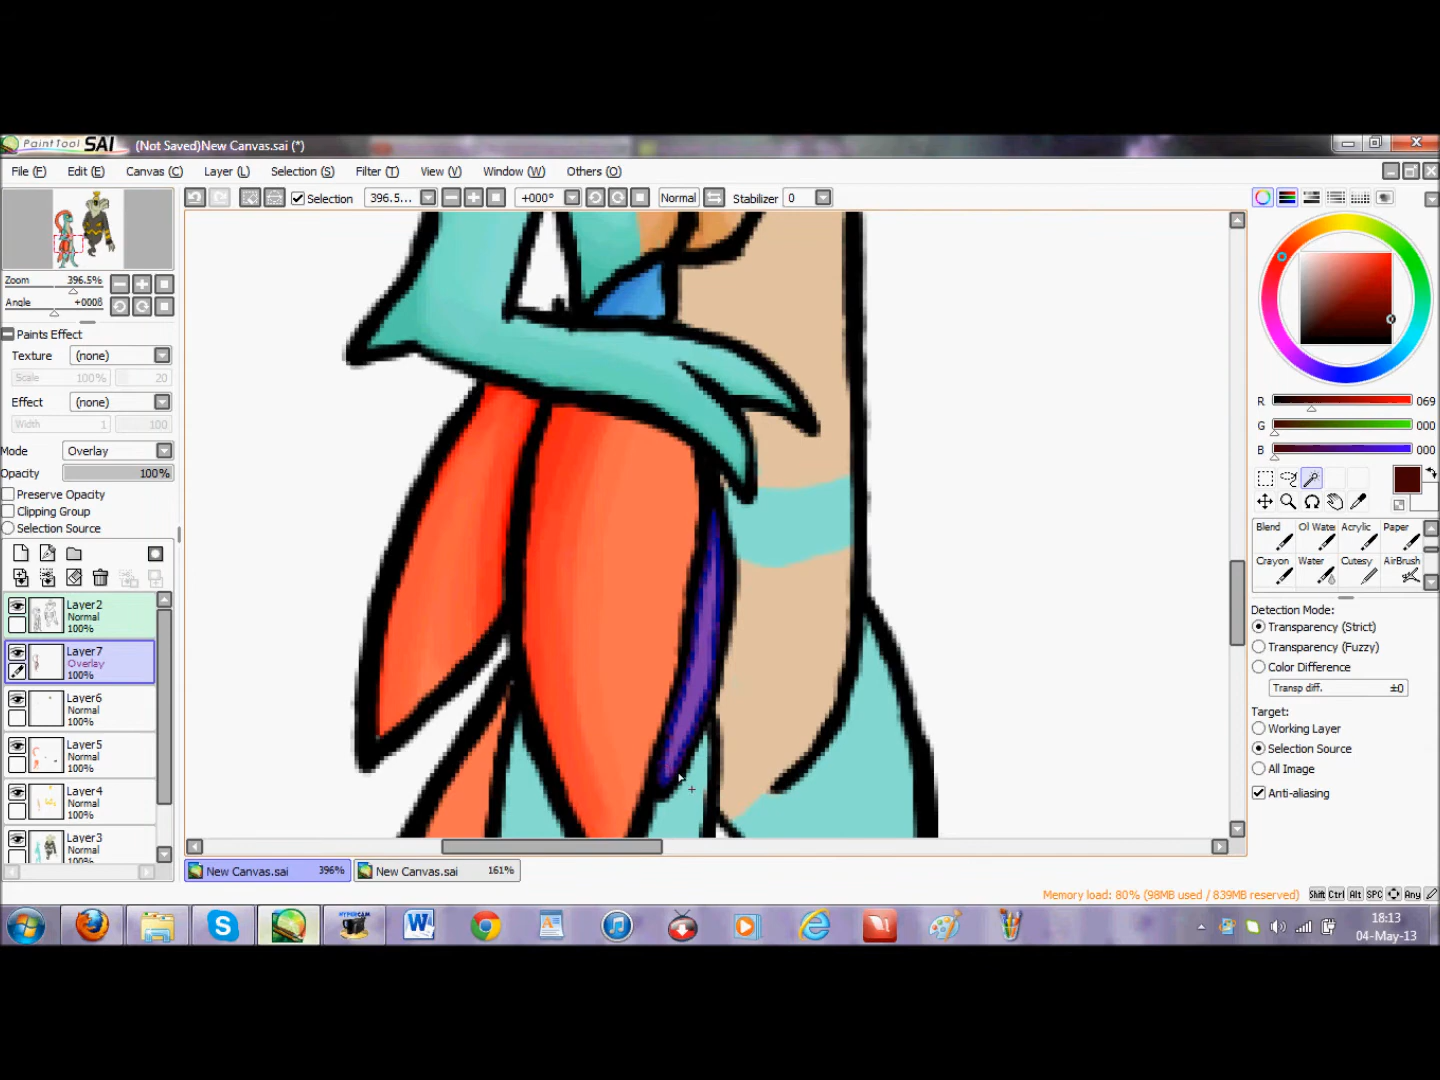 PaintTool SAI (Not Saved)New Canvas.sai (*)
File (F) Edit (E) Canvas (C) Layer (L) Selection (S) Filter (T) View (V) Window (W) Others (O)
Selection 396.5... +000° Normal Stabilizer 0
Zoom 396.5%
Angle +000θ
Paints Effect
Texture (none)
Scale 100% 20
Effect (none)
Width 1 100
Mode Overlay
Opacity 100%
Preserve Opacity
Clipping Group
Selection Source
Layer2
Normal
100%
Layer7
Overlay
100%
Layer6
Normal
100%
Layer5
Normal
100%
Layer4
Normal
100%
Layer3
Normal
100%
R 069
G 000
B 000
Blend Oil Wate Acrylic Paper
Crayon Water Cutesy AirBrush
Detection Mode:
Transparency (Strict)
Transparency (Fuzzy)
Color Difference
Transp diff. ±0
Target:
Working Layer
Selection Source
All Image
Anti-aliasing
New Canvas.sai 396% New Canvas.sai 161%
Memory load: 80% (98MB used / 839MB reserved) Shift Ctrl Alt SPC Any
HYPERCAM
18:13
04-May-13